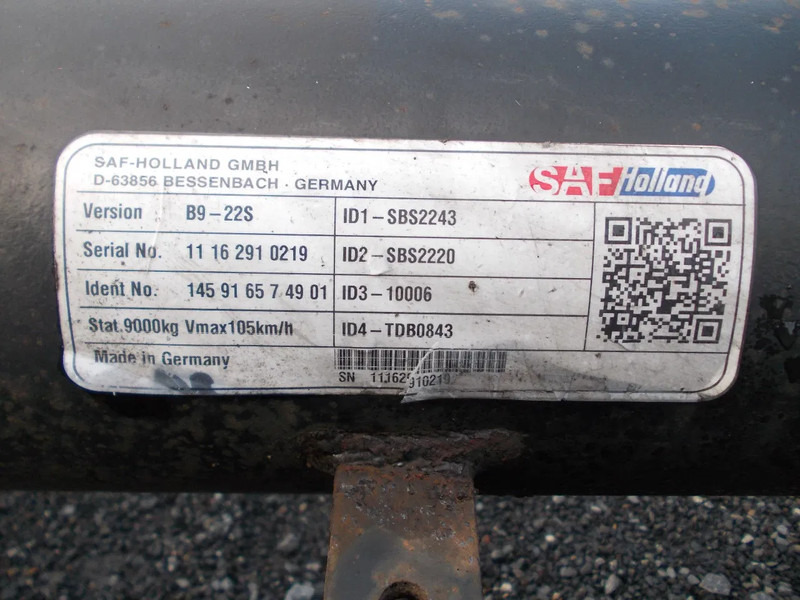 SAF-HOLLAND GMBH
D-63856 BESSENBACH · GERMANY
SAF Holland
Version B9-22S ID1-SBS2243
Serial No. 11 16 291 0219 ID2-SBS2220
Ident No. 145 91 65 7 49 01 ID3-10006
Stat.9000kg Vmax105km/h ID4-TDB0843
Made in Germany
SN 11162910219